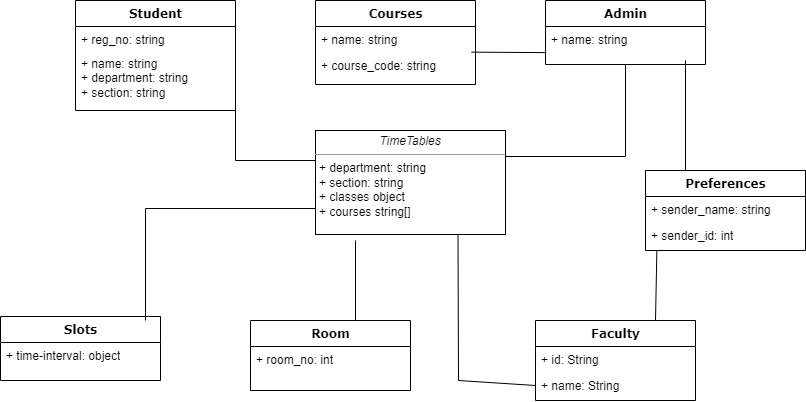 Student
+ reg_no: string
+ name: string
+ department: string
+ section: string
Courses
+ name: string
+ course_code: string
Admin
+ name: string
TimeTables
+ department: string
+ section: string
+ classes object
+ courses string[]
Preferences
+ sender_name: string
+ sender_id: int
Slots
+ time-interval: object
Room
+ room_no: int
Faculty
+ id: String
+ name: String